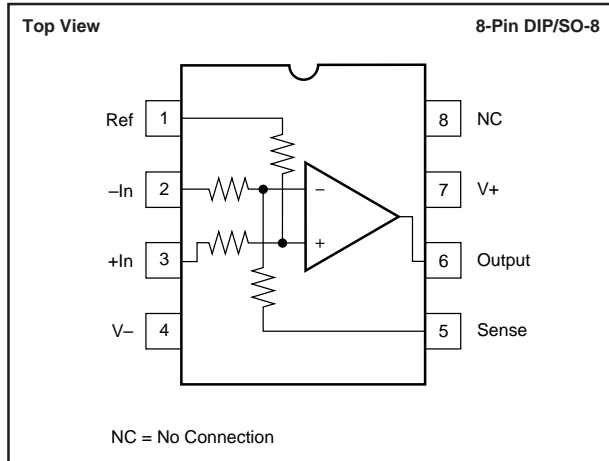 Top View
8-Pin DIP/SO-8
Ref 1
8 NC
–In 2
–
7 V+
+In 3
+
6 Output
V– 4
5 Sense
NC = No Connection